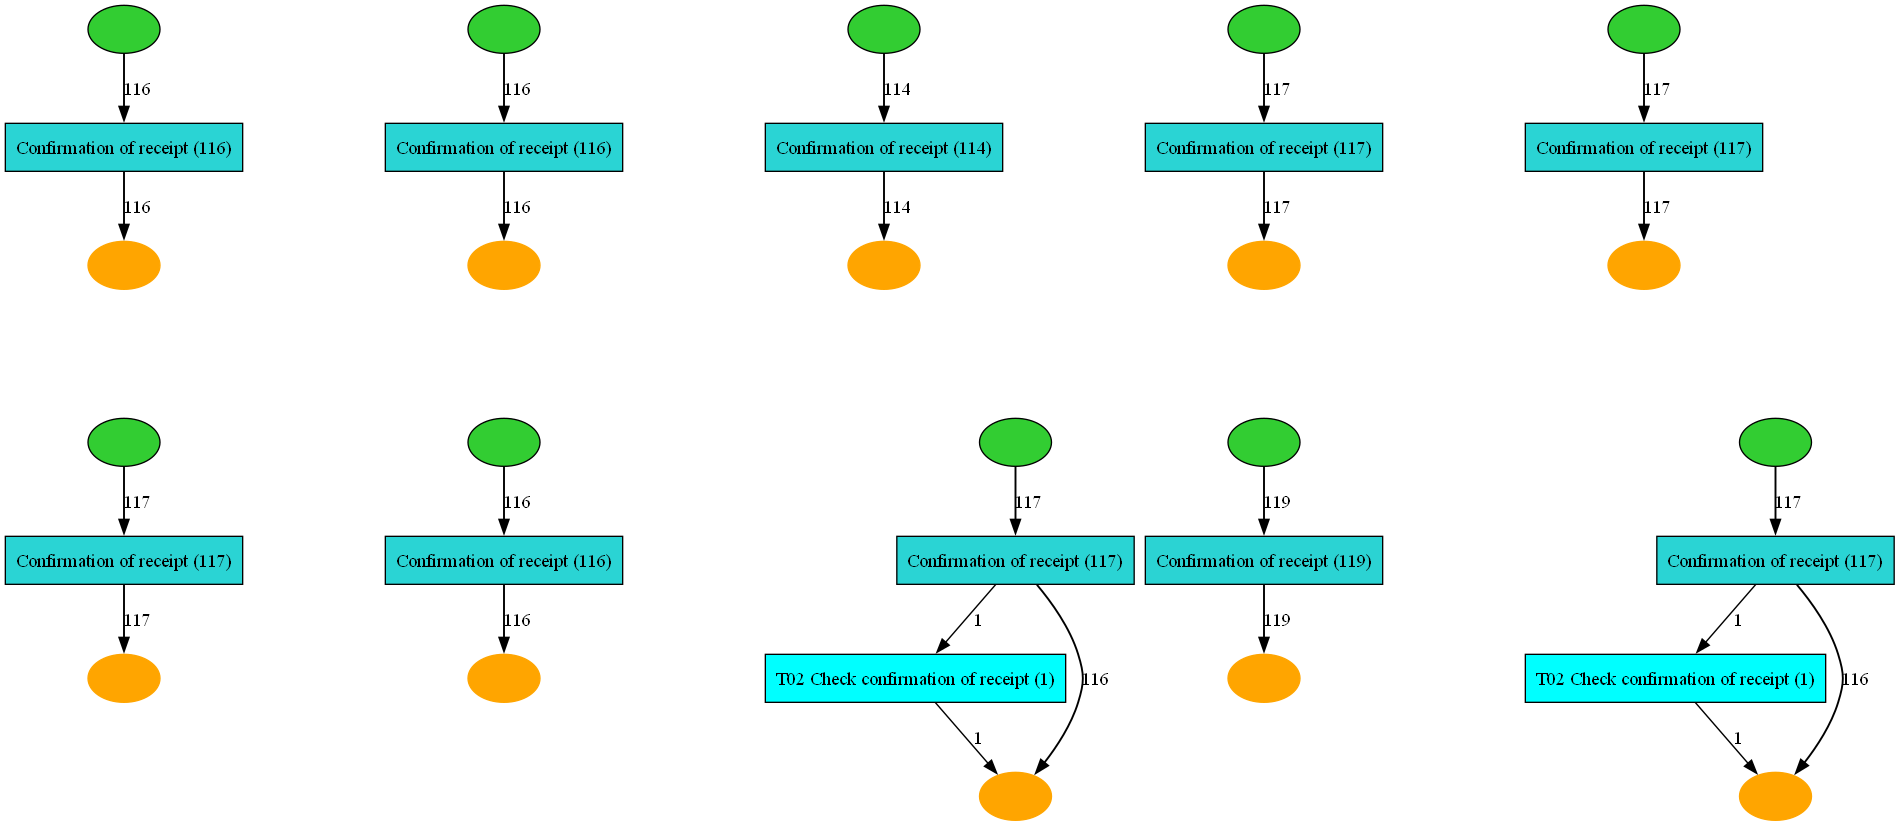 116
116
114
117
117
Confirmation of receipt (116)
Confirmation of receipt (116)
Confirmation of receipt (114)
Confirmation of receipt (117)
Confirmation of receipt (117)
116
116
114
117
117
117
116
117
119
117
Confirmation of receipt (117)
Confirmation of receipt (116)
Confirmation of receipt (117)
Confirmation of receipt (119)
Confirmation of receipt (117)
117
116
1
119
1
T02 Check confirmation of receipt (1)
116
T02 Check confirmation of receipt (1)
116
1
1